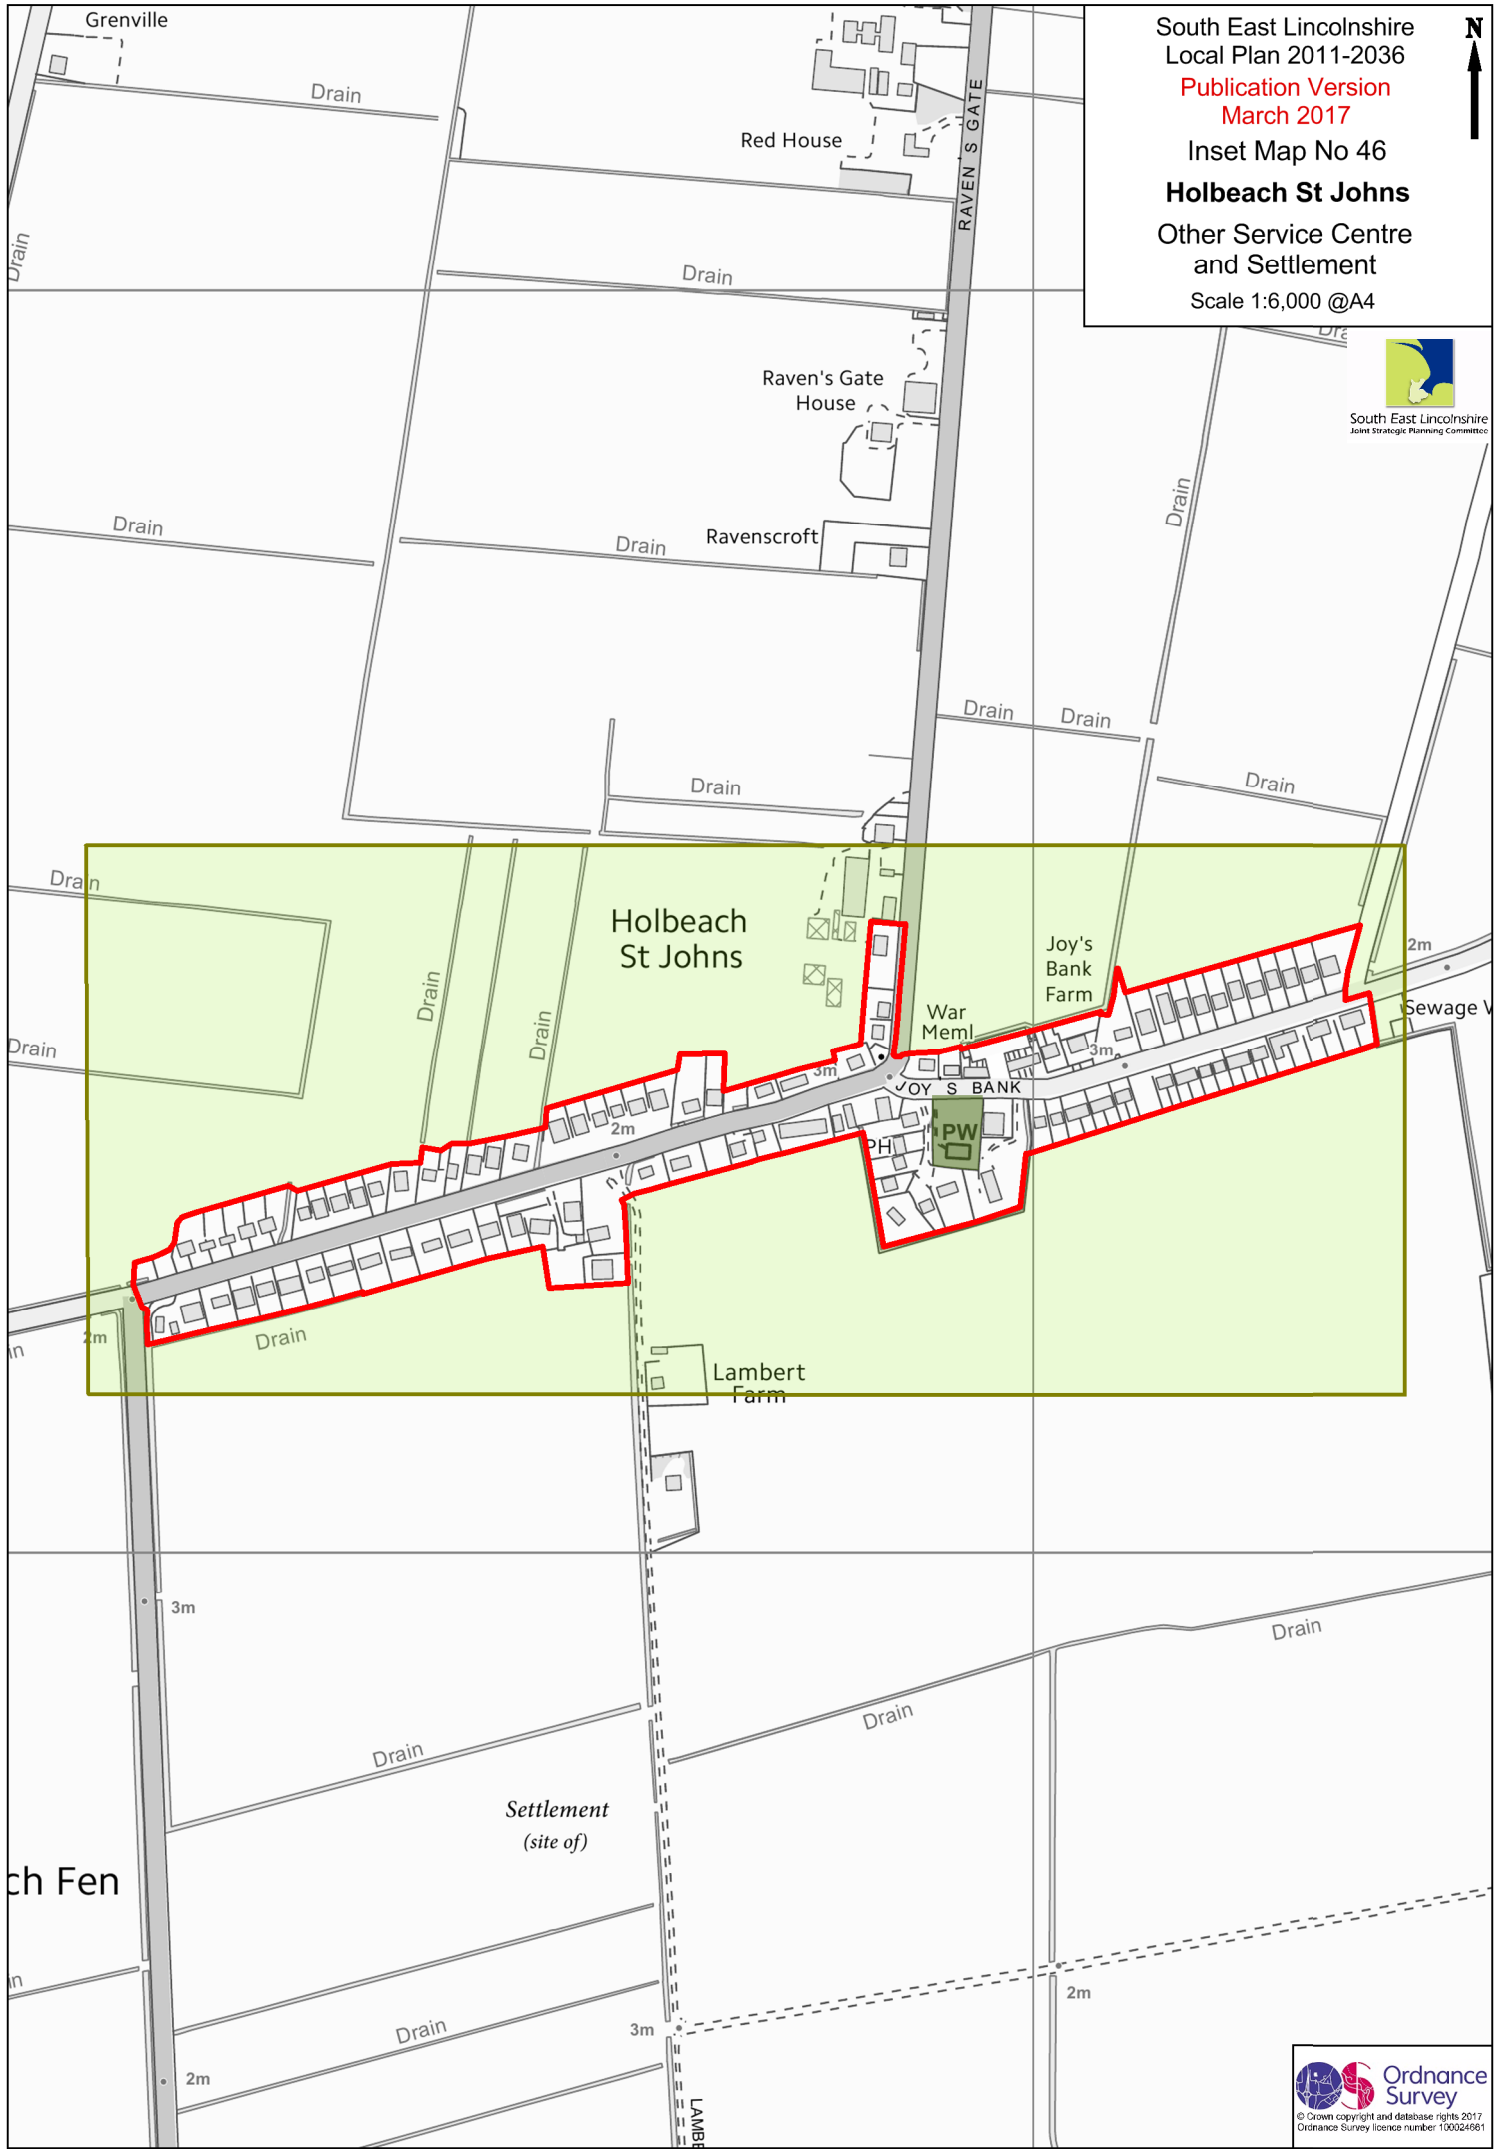 Grenville
South East Lincolnshire
Local Plan 2011-2036
Publication Version
March 2017
Inset Map No 46
Holbeach St Johns
Other Service Centre
and Settlement
Scale 1:6,000 @A4
N
Drain
Red House
RAVEN'S GATE
Drain
Drain
South East Lincolnshire
Joint Strategic Planning Committee
Raven's Gate
House
Drain
Drain
Ravenscroft
Drain
Drain
Drain
Drain
Drain
Drain
Holbeach
St Johns
Joy's
Bank
Farm
2m
Drain
Drain
War
Meml
Sewage
Drain
3m
3m
JOY'S BANK
2m
PW
PH
2m
Drain
Lambert
Farm
3m
Drain
Drain
Drain
Settlement
(site of)
ch Fen
2m
Drain
3m
2m
LAMBE
Ordnance
Survey
© Crown copyright and database rights 2017
Ordnance Survey licence number 100024661